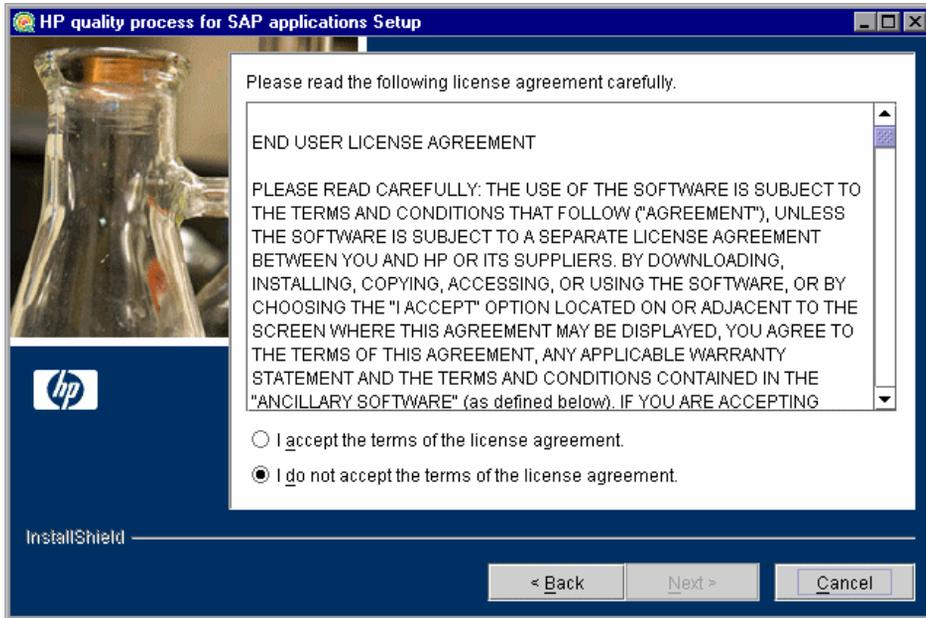 HP quality process for SAP applications Setup
Please read the following license agreement carefully.
END USER LICENSE AGREEMENT
PLEASE READ CAREFULLY: THE USE OF THE SOFTWARE IS SUBJECT TO
THE TERMS AND CONDITIONS THAT FOLLOW ("AGREEMENT"), UNLESS
THE SOFTWARE IS SUBJECT TO A SEPARATE LICENSE AGREEMENT
BETWEEN YOU AND HP OR ITS SUPPLIERS. BY DOWNLOADING,
INSTALLING, COPYING, ACCESSING, OR USING THE SOFTWARE, OR BY
CHOOSING THE "I ACCEPT" OPTION LOCATED ON OR ADJACENT TO THE
SCREEN WHERE THIS AGREEMENT MAY BE DISPLAYED, YOU AGREE TO
THE TERMS OF THIS AGREEMENT, ANY APPLICABLE WARRANTY
STATEMENT AND THE TERMS AND CONDITIONS CONTAINED IN THE
"ANCILLARY SOFTWARE" (as defined below). IF YOU ARE ACCEPTING
hp
I accept the terms of the license agreement.
I do not accept the terms of the license agreement.
InstallShield
< Back
Next >
Cancel